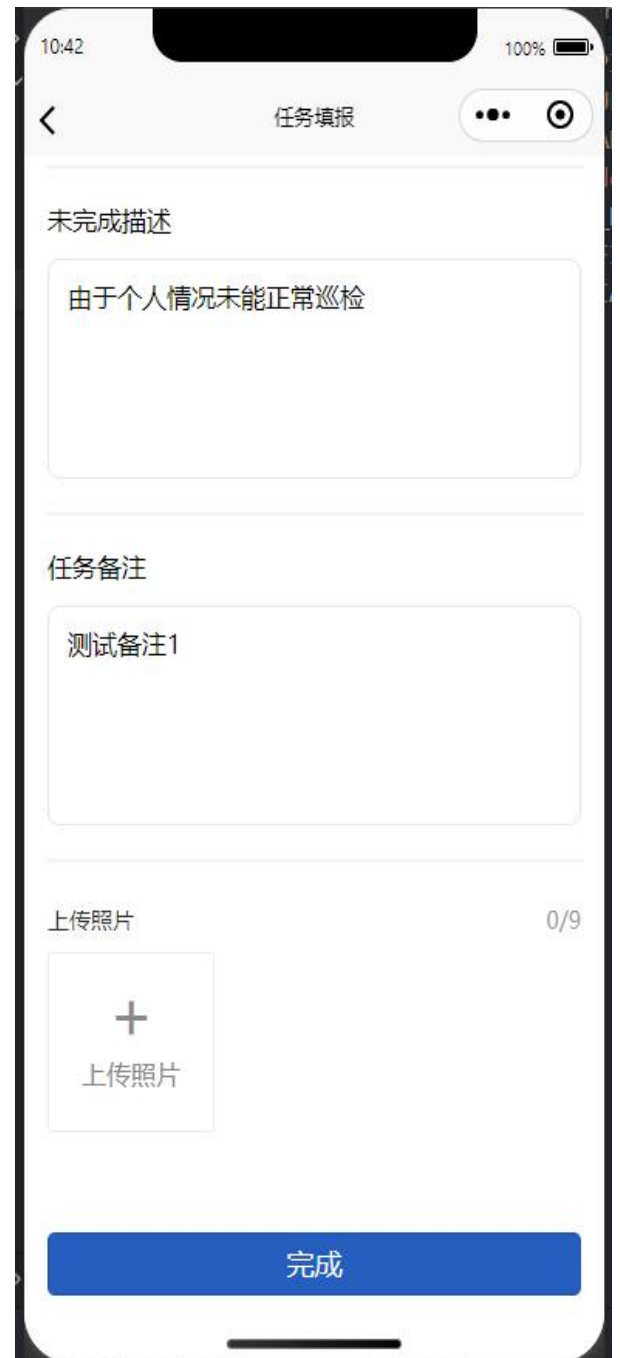 10:42
100%
任务填报
未完成描述
由于个人情况未能正常巡检
任务备注
测试备注1
上传照片
0/9
上传照片
完成